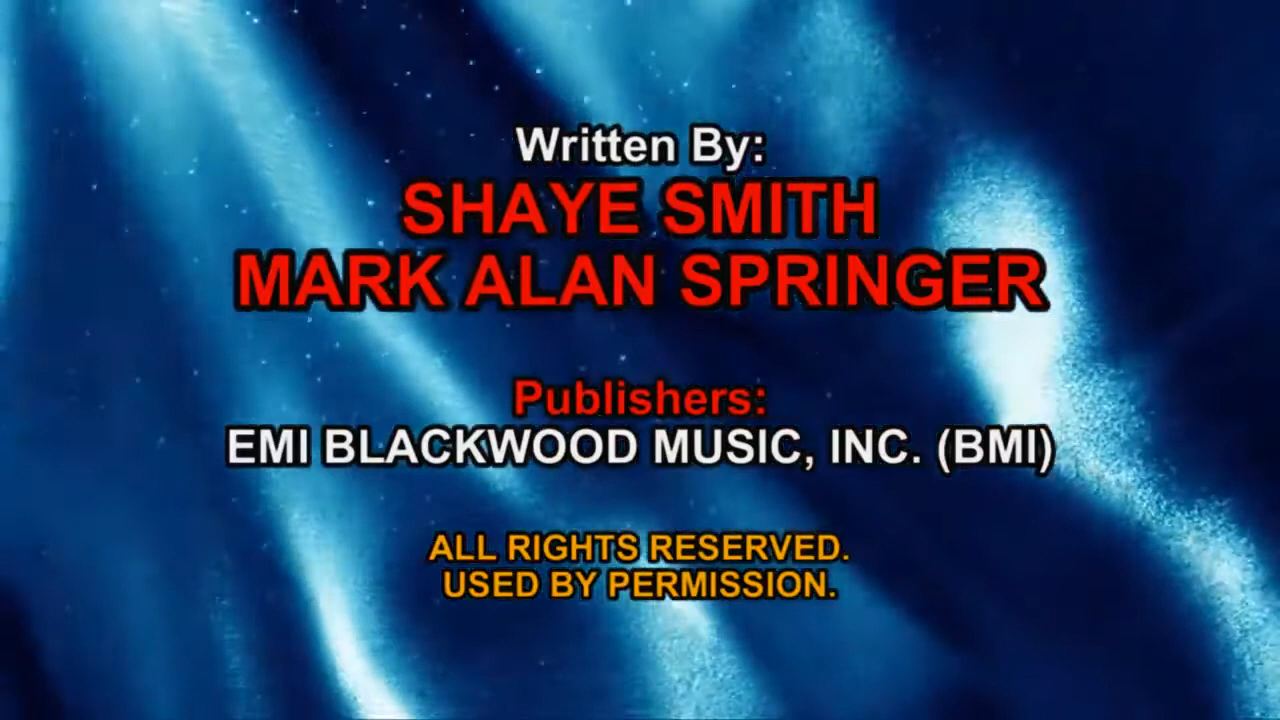 Written By:
SHAYE SMITH
MARK ALAN SPRINGER
Publishers:
EMI BLACKWOOD MUSIC, INC. (BMI)
ALL RIGHTS RESERVED.
USED BY PERMISSION.